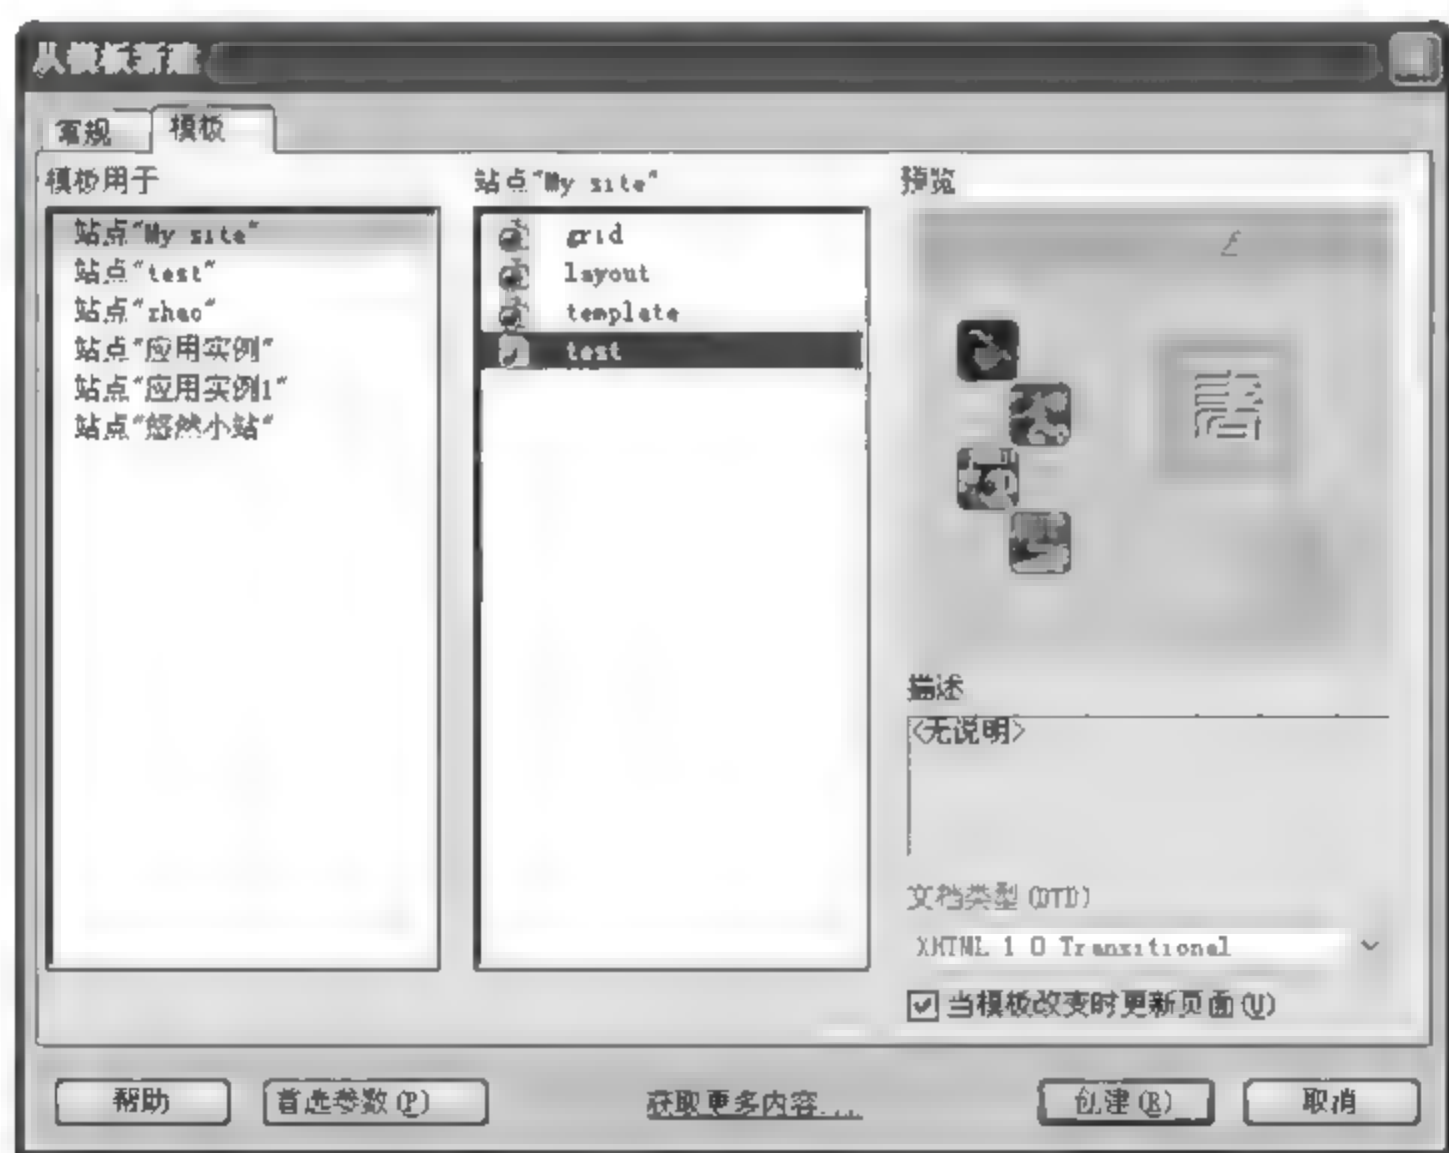 从模板新建
常规
模板
模板用于
站点"My site"
站点"test"
站点"zhao"
站点"应用实例"
站点"应用实例1"
站点"悠然小站"
站点"My site"
grid
layout
template
test
预览
描述
<无说明>
文档类型(DTD)
XHTML 1 0 Transitional
当模板改变时更新页面(U)
帮助
首选参数(P)
获取更多内容...
创建(R)
取消